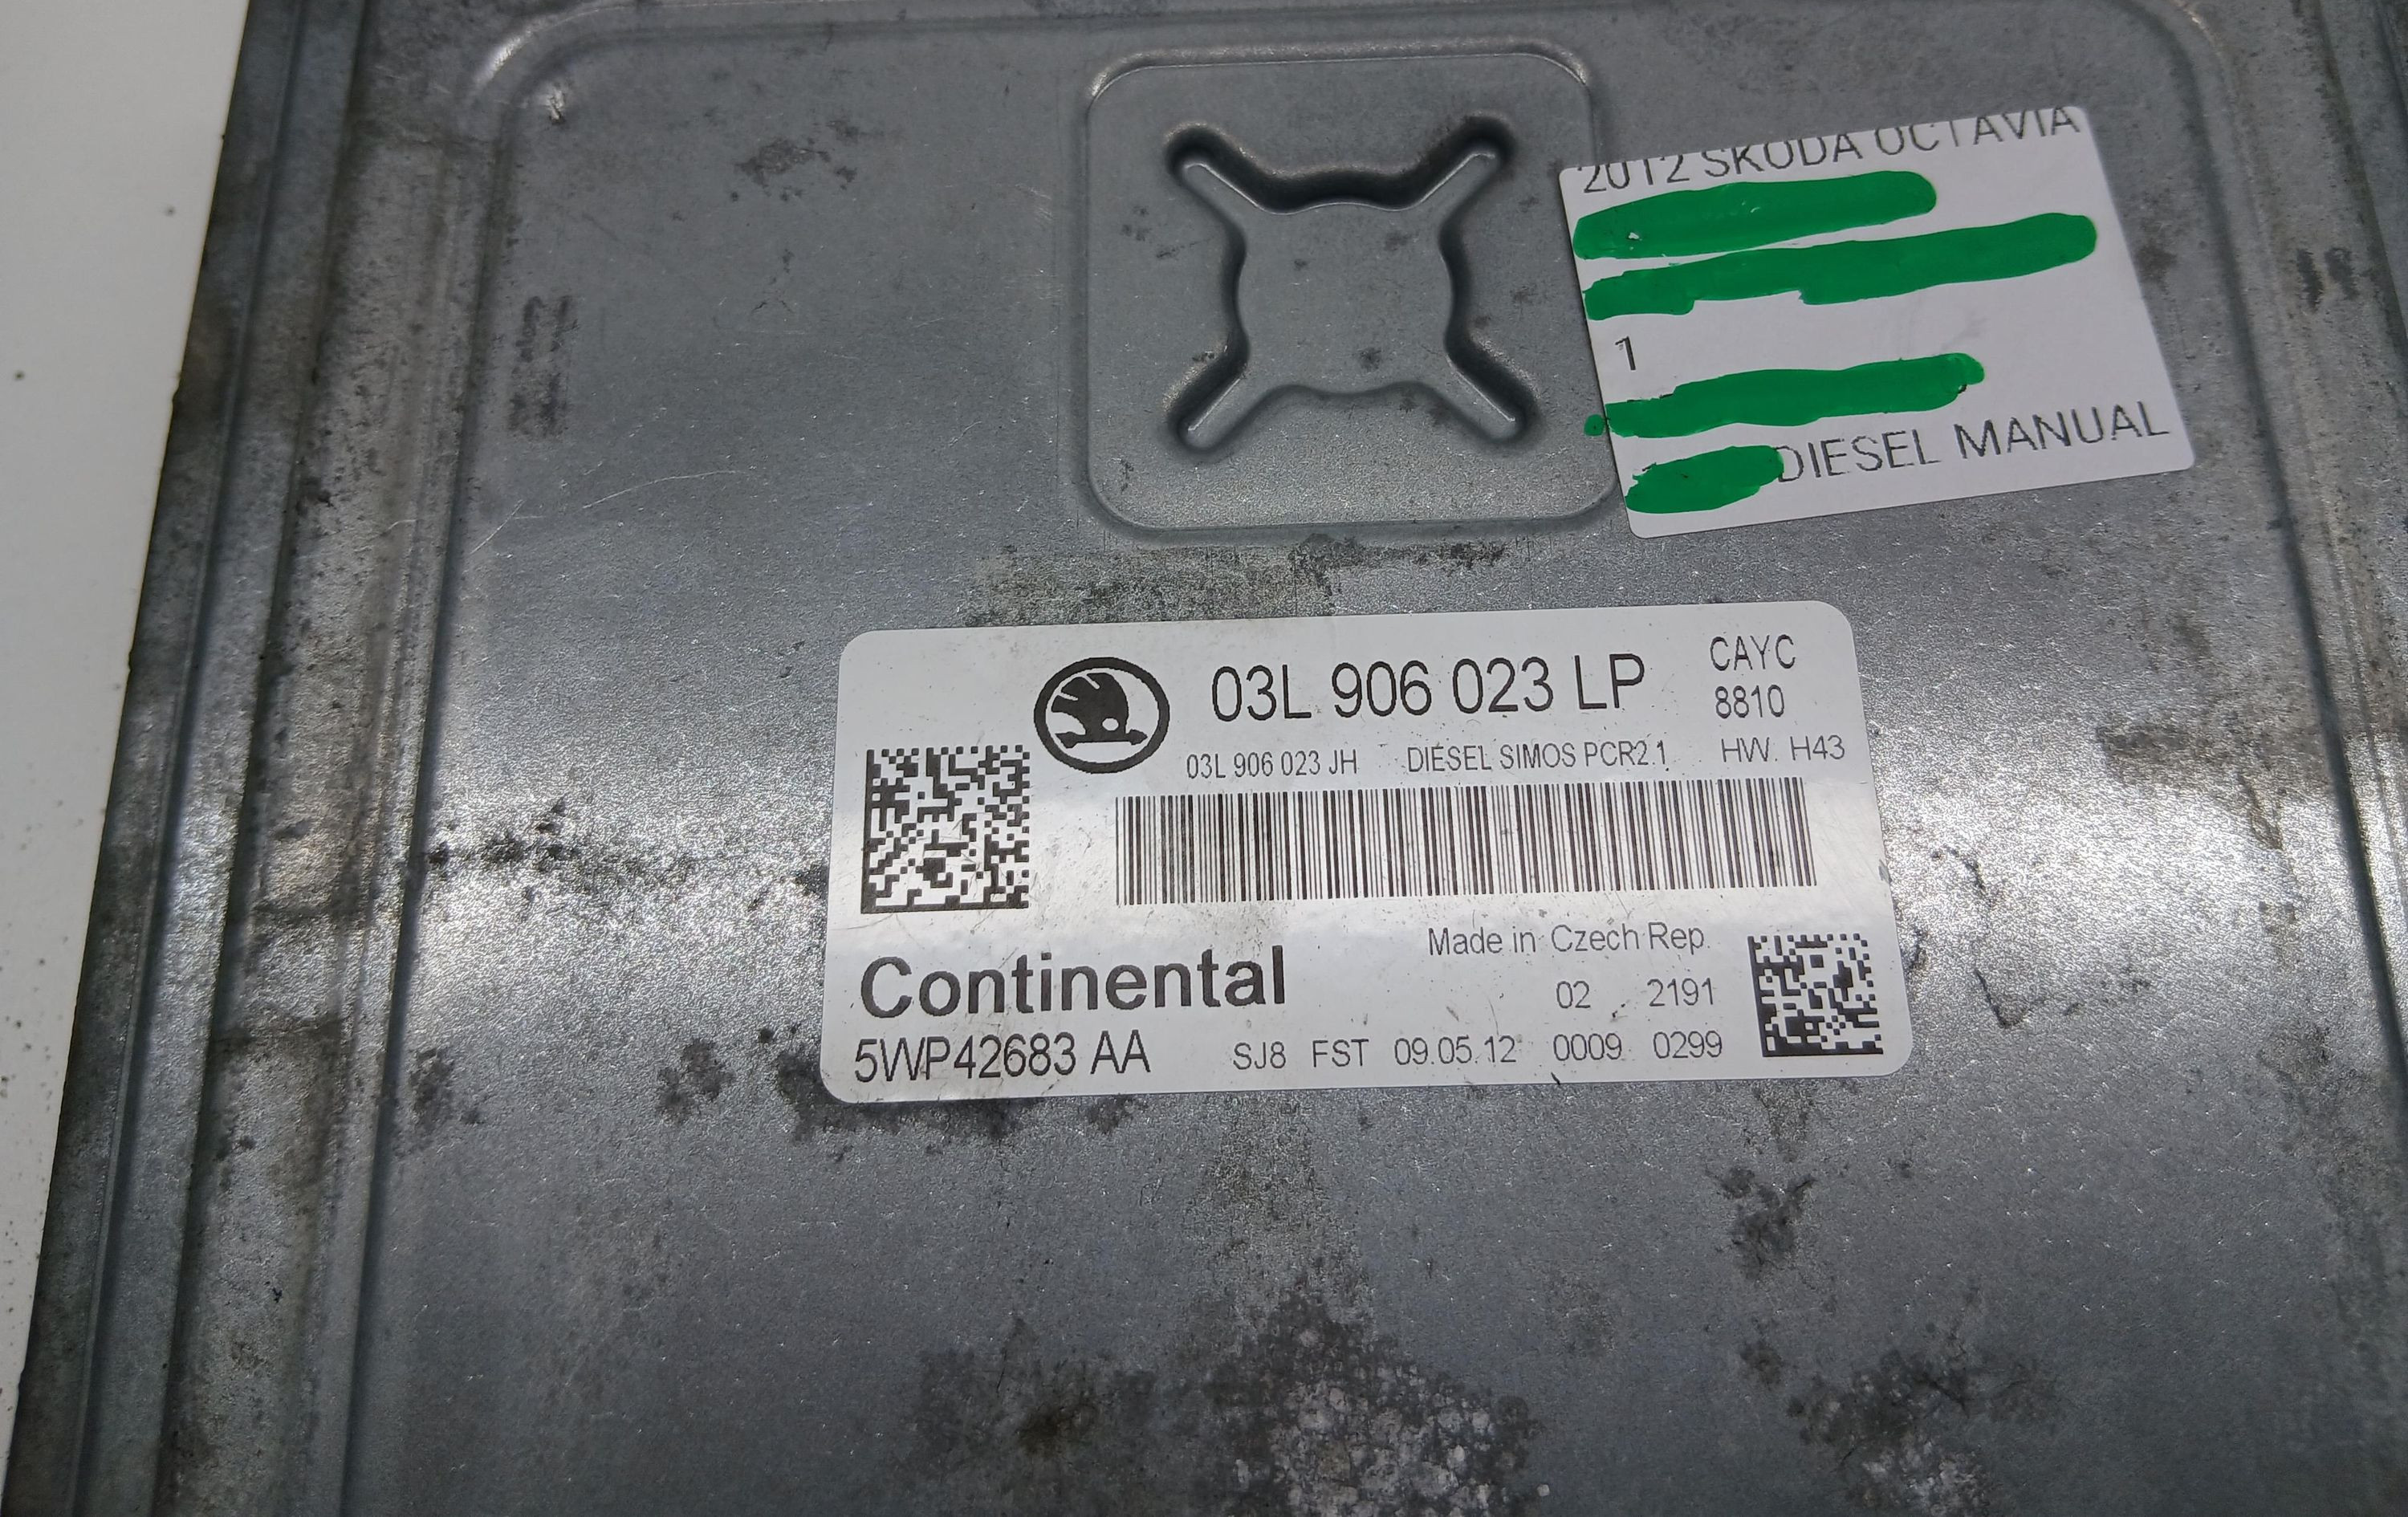 2012 SKODA OCTAVIA
1
DIESEL MANUAL
03L 906 023 LP
CAYC
8810
03L 906 023 JH DIESEL SIMOS PCR2.1 HW. H43
Made in Czech Rep.
Continental
02 2191
5WP42683 AA SJ8 FST 09.05.12 0009 0299